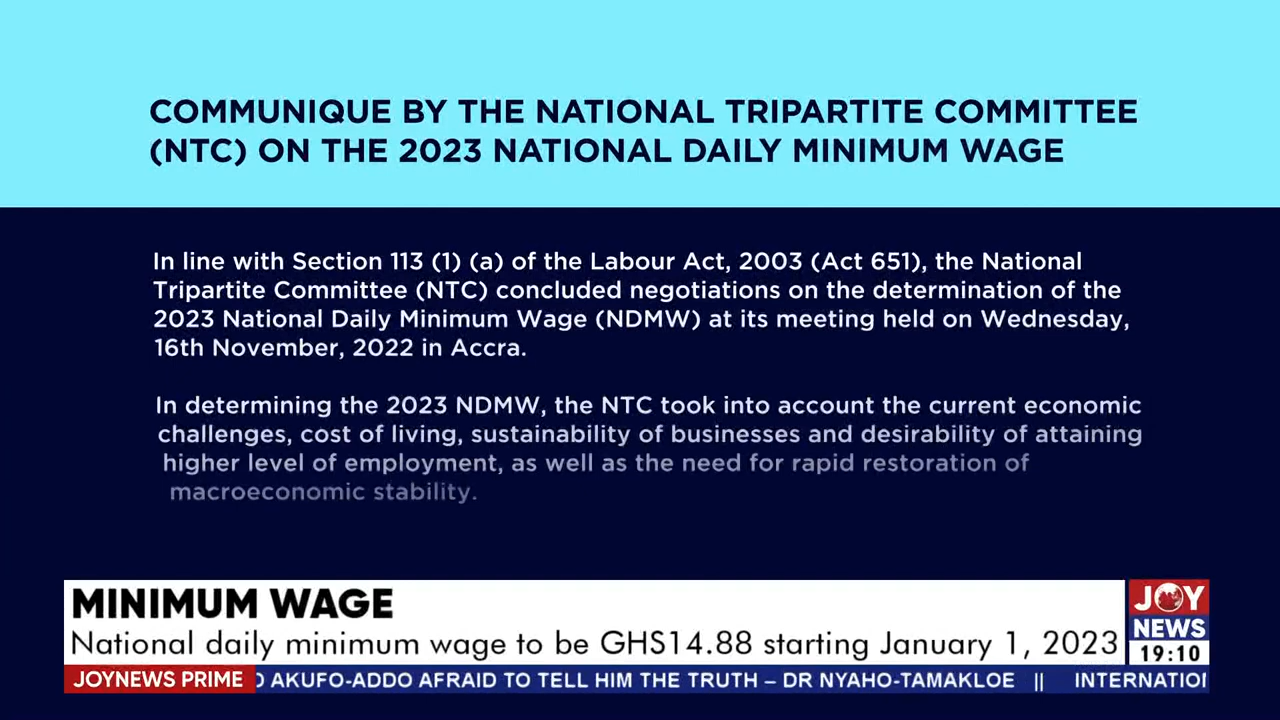 COMMUNIQUE BY THE NATIONAL TRIPARTITE COMMITTEE
(NTC) ON THE 2023 NATIONAL DAILY MINIMUM WAGE
In line with Section 113 (1) (a) of the Labour Act, 2003 (Act 651), the National
Tripartite Committee (NTC) concluded negotiations on the determination of the
2023 National Daily Minimum Wage (NDMW) at its meeting held on Wednesday,
16th November, 2022 in Accra.
In determining the 2023 NDMW, the NTC took into account the current economic
challenges, cost of living, sustainability of businesses and desirability of attaining
higher level of employment, as well as the need for rapid restoration of
macroeconomic stability.
MINIMUM WAGE
National daily minimum wage to be GHS14.88 starting January 1, 2023
JOY
NEWS
19:10
JOYNEWS PRIME
AKUFO-ADDO AFRAID TO TELL HIM THE TRUTH – DR NYAHO-TAMAKLOE ||